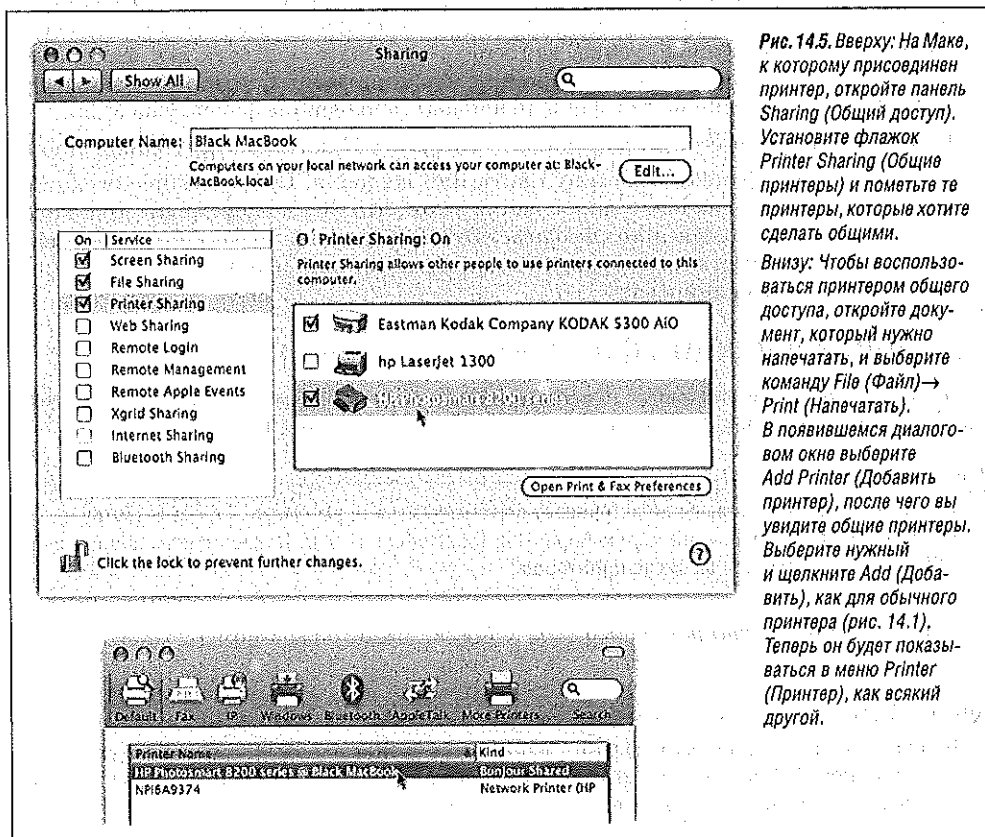 Sharing
Show All
Computer Name: Black MacBook
Computers on your local network can access your computer at: Black-
MacBook.local
Edit...
On Service
Screen Sharing
File Sharing
Printer Sharing
Web Sharing
Remote Login
Remote Management
Remote Apple Events
Xgrid Sharing
Internet Sharing
Bluetooth Sharing
Printer Sharing: On
Printer Sharing allows other people to use printers connected to this
computer.
Eastman Kodak Company KODAK 5300 AiO
hp LaserJet 1300
HP Photosmart 8200 series
Open Print & Fax Preferences
Click the lock to prevent further changes.
?
Default Fax IP Windows Bluetooth AppleTalk More Printers Search
Printer Name Kind
HP Photosmart 8200 series @ Black MacBook Bonjour Shared
NPI6A9374 Network Printer (HP
Рис. 14.5. Вверху: На Маке,
к которому присоединен
принтер, откройте панель
Sharing (Общий доступ).
Установите флажок
Printer Sharing (Общие
принтеры) и пометьте те
принтеры, которые хотите
сделать общими.
Внизу: Чтобы воспользо-
ваться принтером общего
доступа, откройте доку-
мент, который нужно
напечатать, и выберите
команду File (Файл)→
Print (Напечатать).
В появившемся диалого-
вом окне выберите
Add Printer (Добавить
принтер), после чего вы
увидите общие принтеры.
Выберите нужный
и щелкните Add (Доба-
вить), как для обычного
принтера (рис. 14.1).
Теперь он будет показы-
ваться в меню Printer
(Принтер), как всякий
другой.